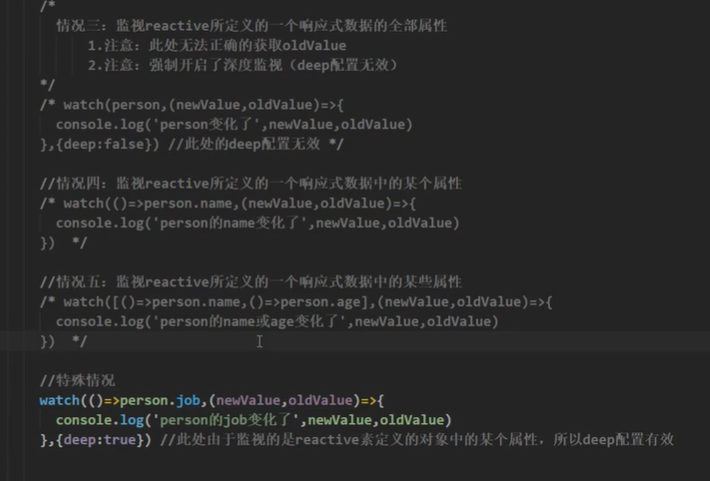 /*
情况三: 监视reactive所定义的一个响应式数据的全部属性
1.注意: 此处无法正确的获取oldValue
2.注意: 强制开启了深度监视（deep配置无效）
*/
/* watch(person,(newValue,oldValue)=>{
console.log('person变化了',newValue,oldValue)
},{deep:false}) //此处的deep配置无效 */
//情况四: 监视reactive所定义的一个响应式数据中的某个属性
/* watch(()=>person.name,(newValue,oldValue)=>{
console.log('person的name变化了',newValue,oldValue)
})  */
//情况五: 监视reactive所定义的一个响应式数据中的某些属性
/* watch([()=>person.name,()=>person.age],(newValue,oldValue)=>{
console.log('person的name或age变化了',newValue,oldValue)
})  */
//特殊情况
watch(()=>person.job,(newValue,oldValue)=>{
console.log('person的job变化了',newValue,oldValue)
},{deep:true}) //此处由于监视的是reactive素定义的对象中的某个属性，所以deep配置有效